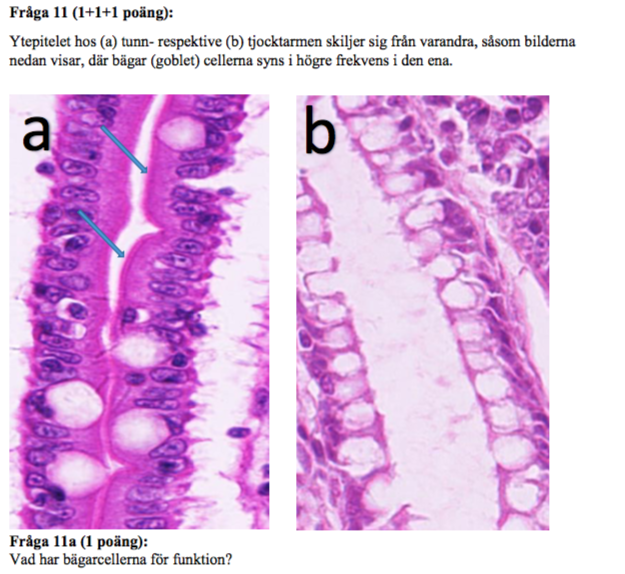 Fråga 11 (1+1+1 poäng):
Ytepitelet hos (a) tunn- respektive (b) tjocktarmen skiljer sig från varandra, såsom bilderna
nedan visar, där bägar (goblet) cellerna syns i högre frekvens i den ena.
a
b
Fråga 11a (1 poäng):
Vad har bägarcellerna för funktion?